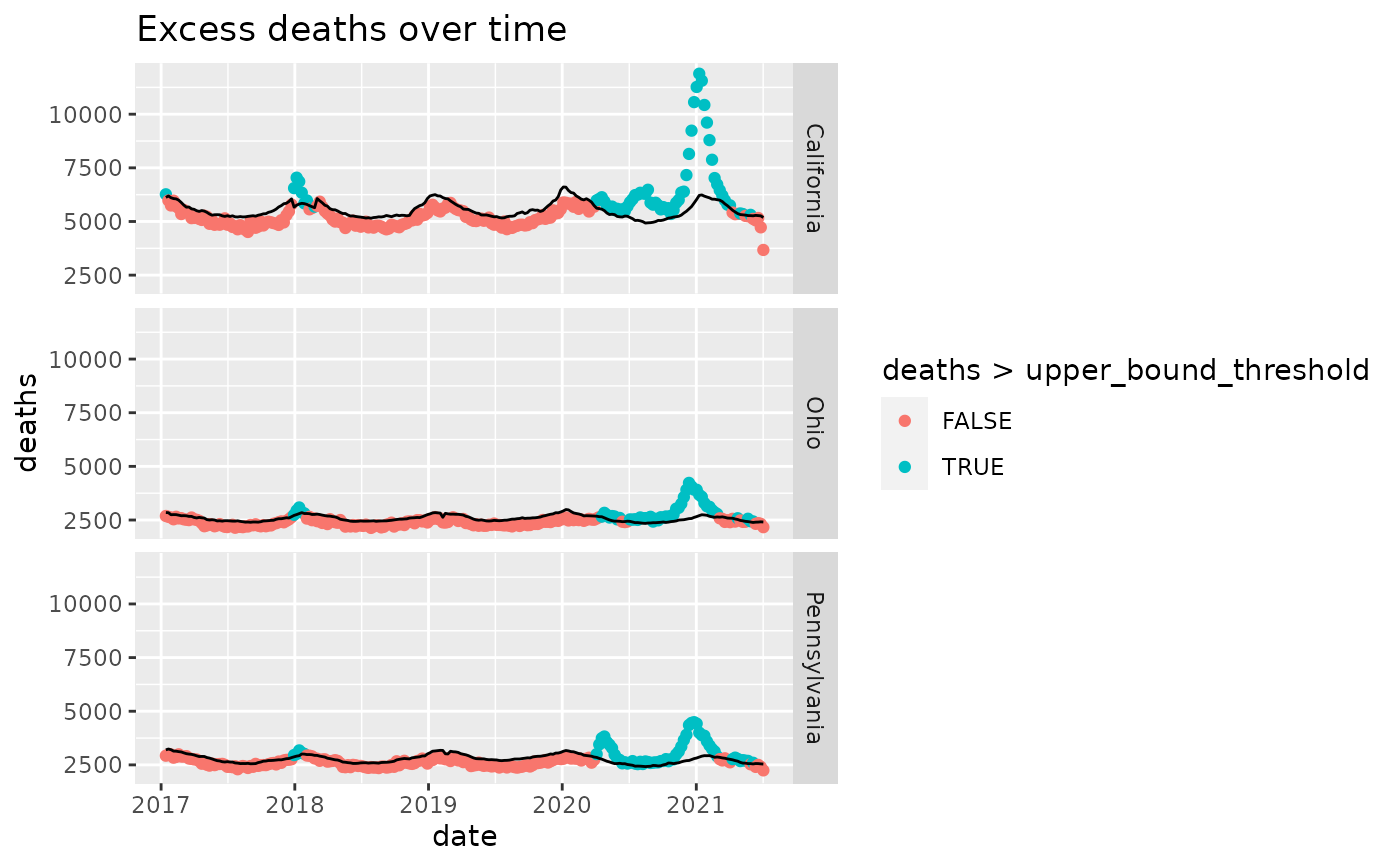 Excess deaths over time
deaths
10000
7500
5000
2500
California
10000
7500
5000
2500
Ohio
10000
7500
5000
2500
Pennsylvania
2017 2018 2019 2020 2021
date
deaths > upper_bound_threshold
FALSE
TRUE